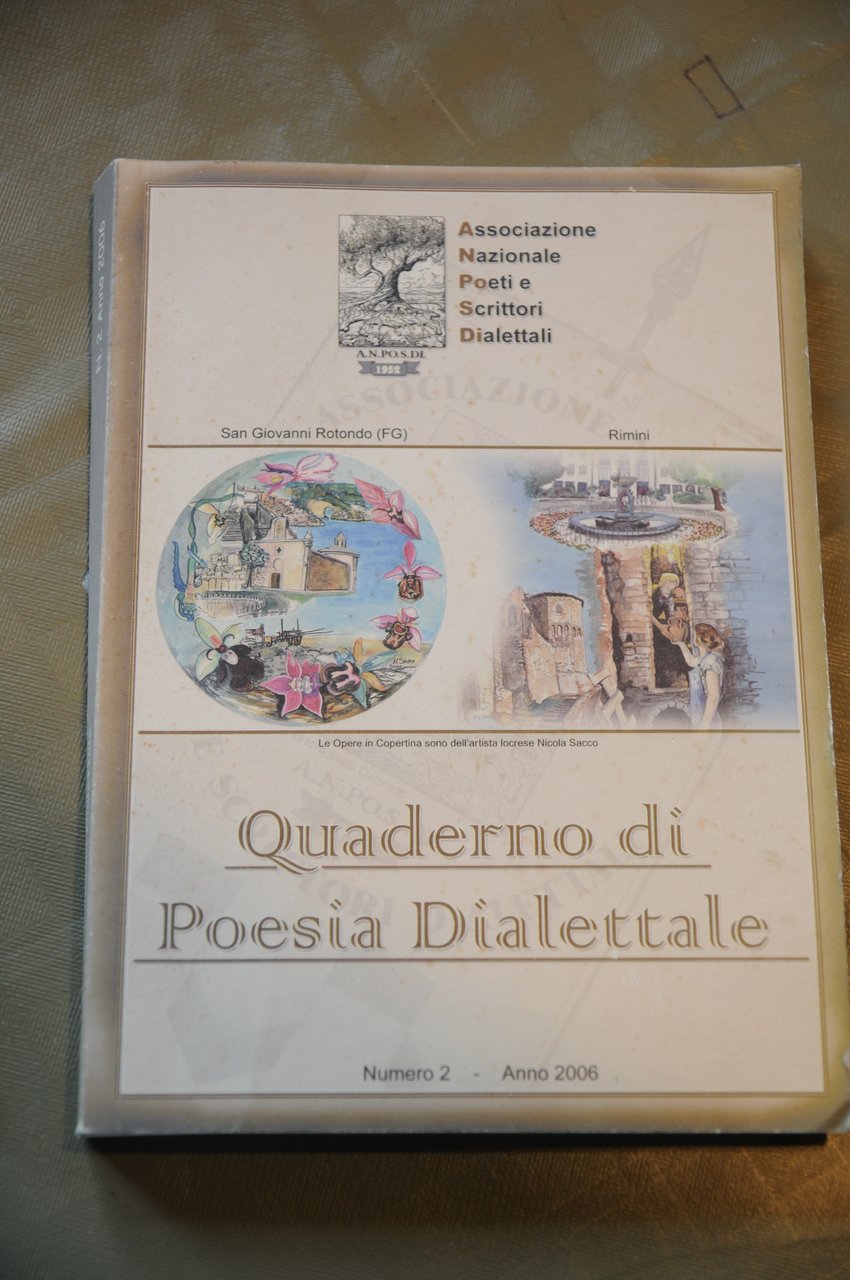 N. 2 Anno 2006
Associazione
Nazionale
Poeti e
Scrittori
Dialettali
A.N.PO.S.DI.
1952
San Giovanni Rotondo (FG)
Rimini
ASSOCIAZIONE
Le Opere in Copertina sono dell'artista locrese Nicola Sacco
Quaderno di
Poesia Dialettale
Numero 2 - Anno 2006